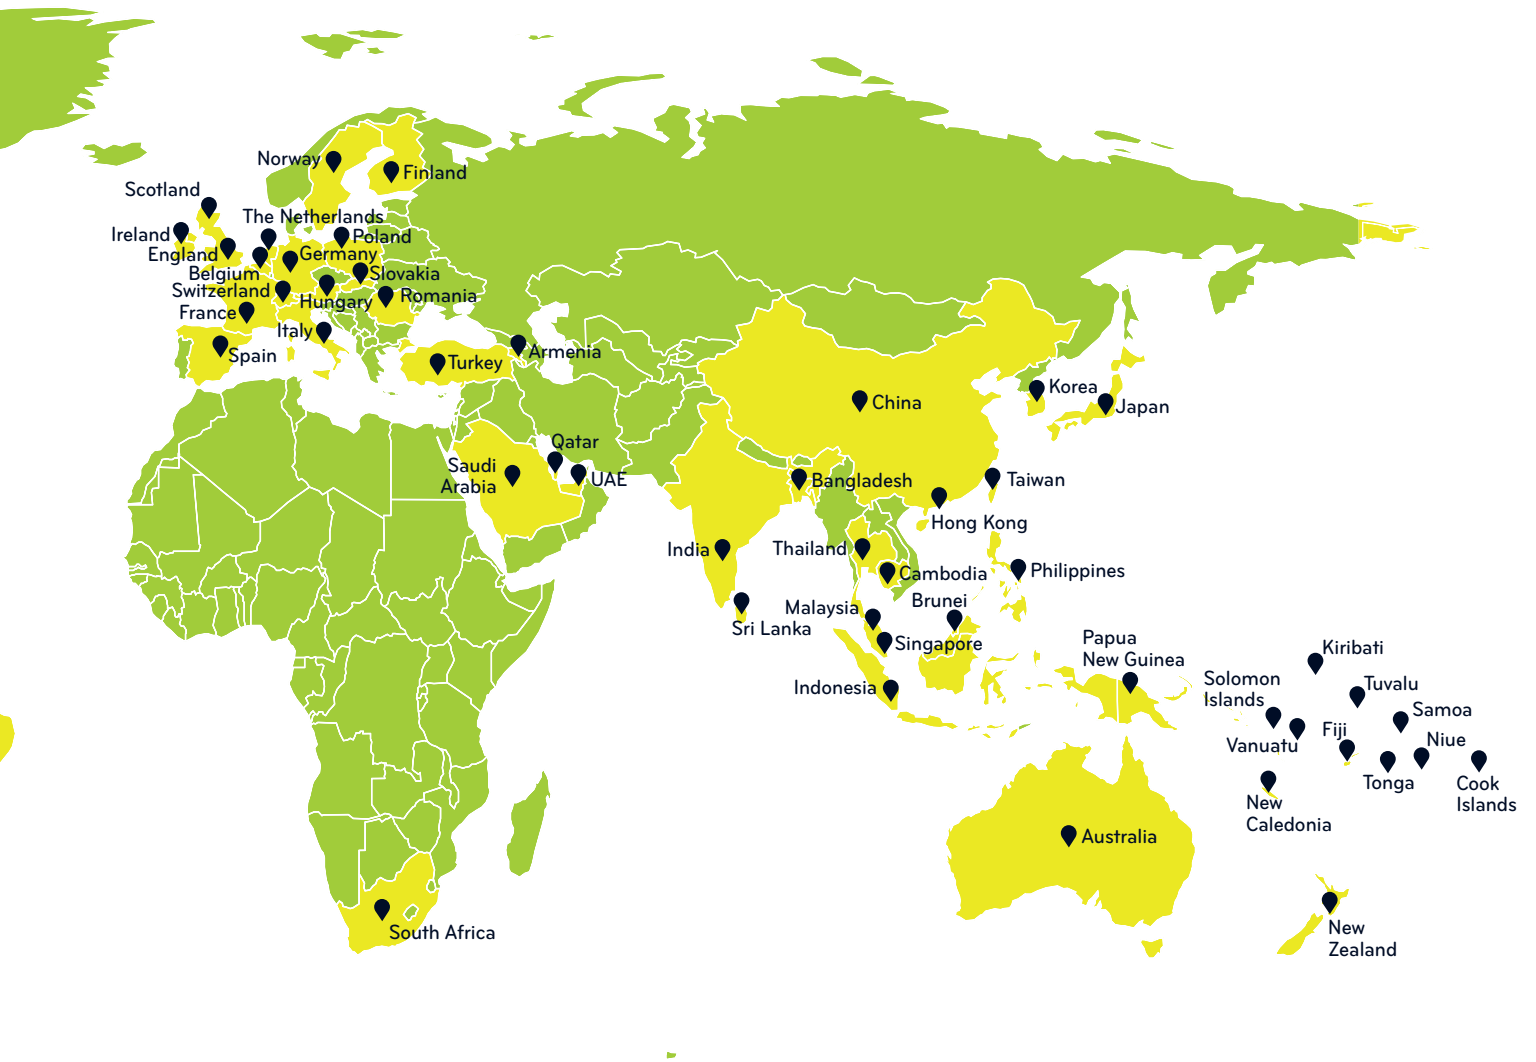 Norway
Finland
Scotland
The Netherlands
Ireland
Poland
England
Germany
Belgium
Slovakia
Switzerland
Hungary
Romania
France
Italy
Spain
Turkey
Armenia
China
Korea
Japan
Qatar
Saudi
Arabia
UAE
Bangladesh
Taiwan
Hong Kong
India
Thailand
Cambodia
Philippines
Brunei
Malaysia
Sri Lanka
Singapore
Indonesia
Papua
New Guinea
Kiribati
Solomon
Islands
Tuvalu
Samoa
Vanuatu
Fiji
Niue
Tonga
Cook
Islands
New
Caledonia
Australia
South Africa
New
Zealand